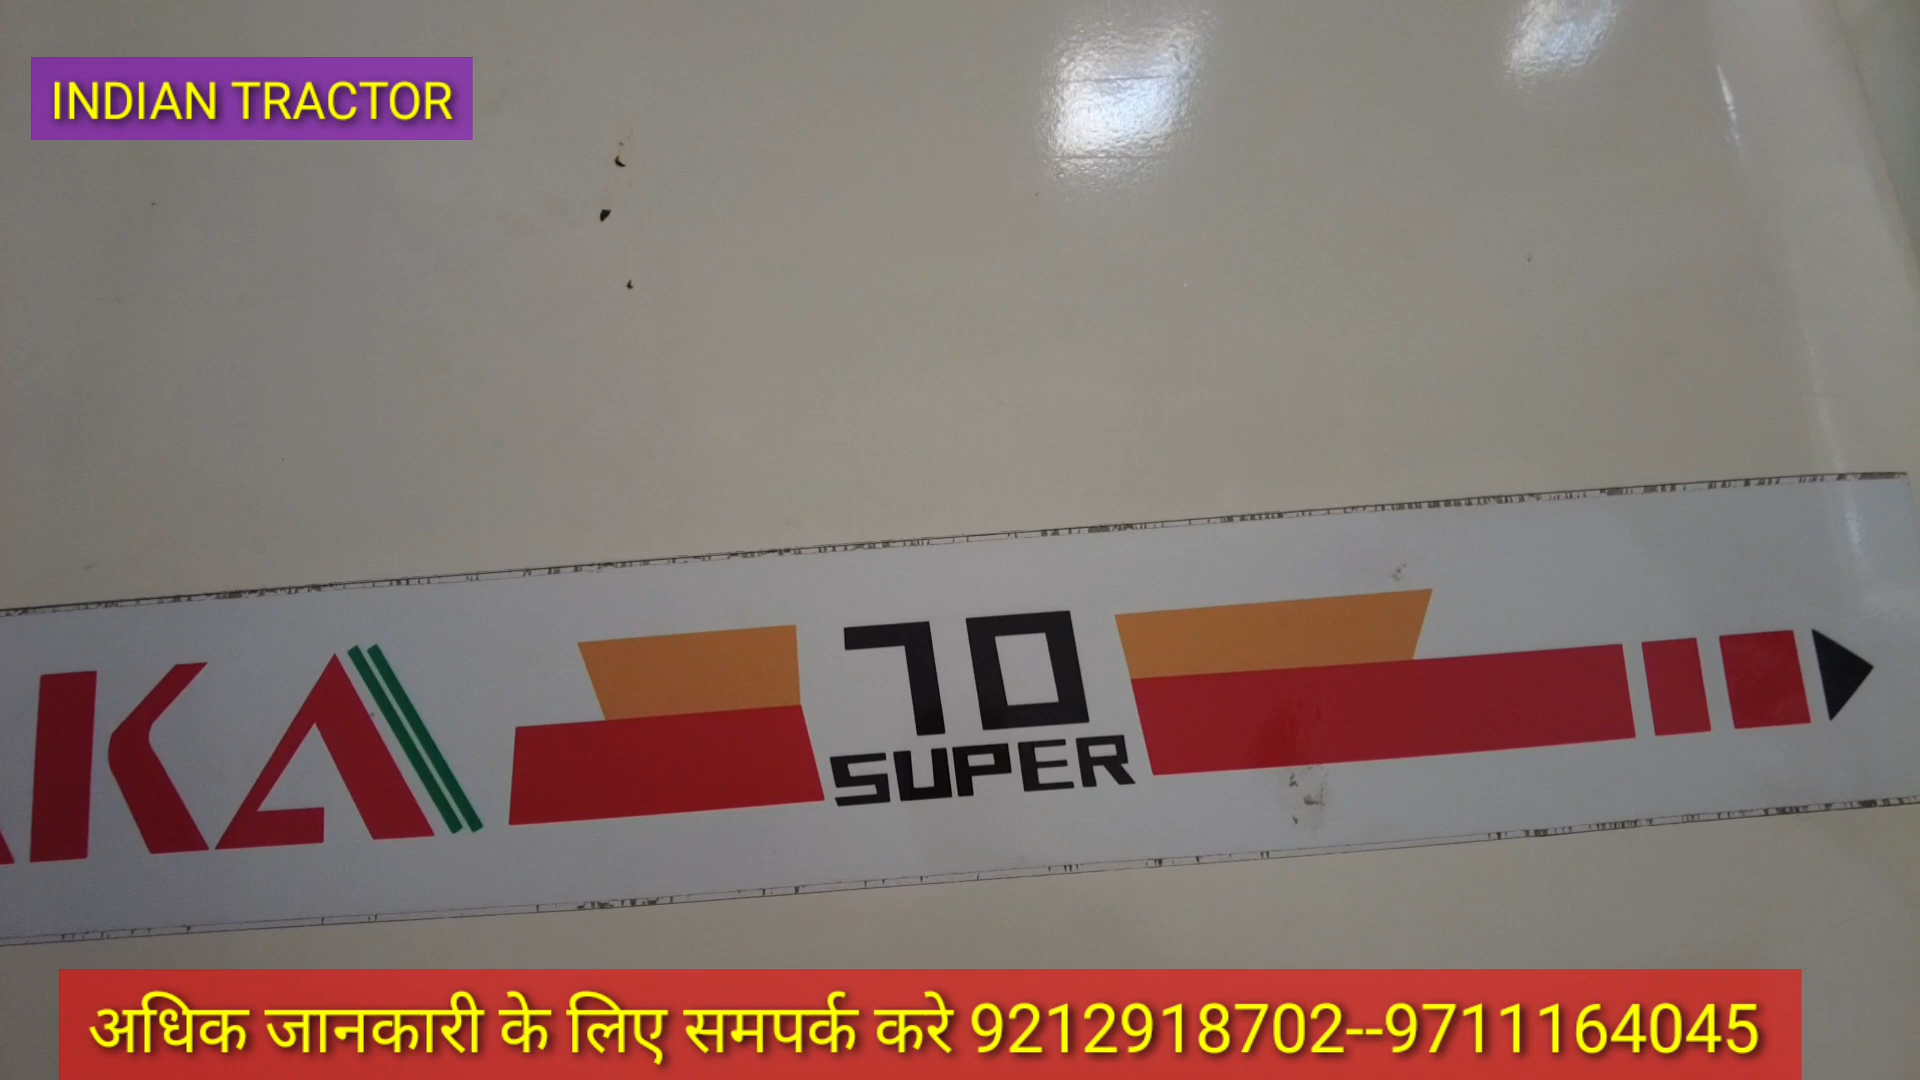 INDIAN TRACTOR
KA
70
SUPER
अधिक जानकारी के लिए समपर्क करे 9212918702--9711164045